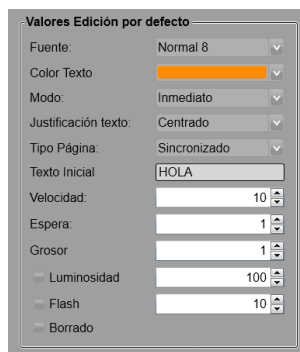 Valores Edición por defecto
Fuente: Normal 8
Color Texto
Modo: Inmediato
Justificación texto: Centrado
Tipo Página: Sincronizado
Texto Inicial HOLA
Velocidad: 10
Espera: 1
Grosor 1
Luminosidad 100
Flash 10
Borrado